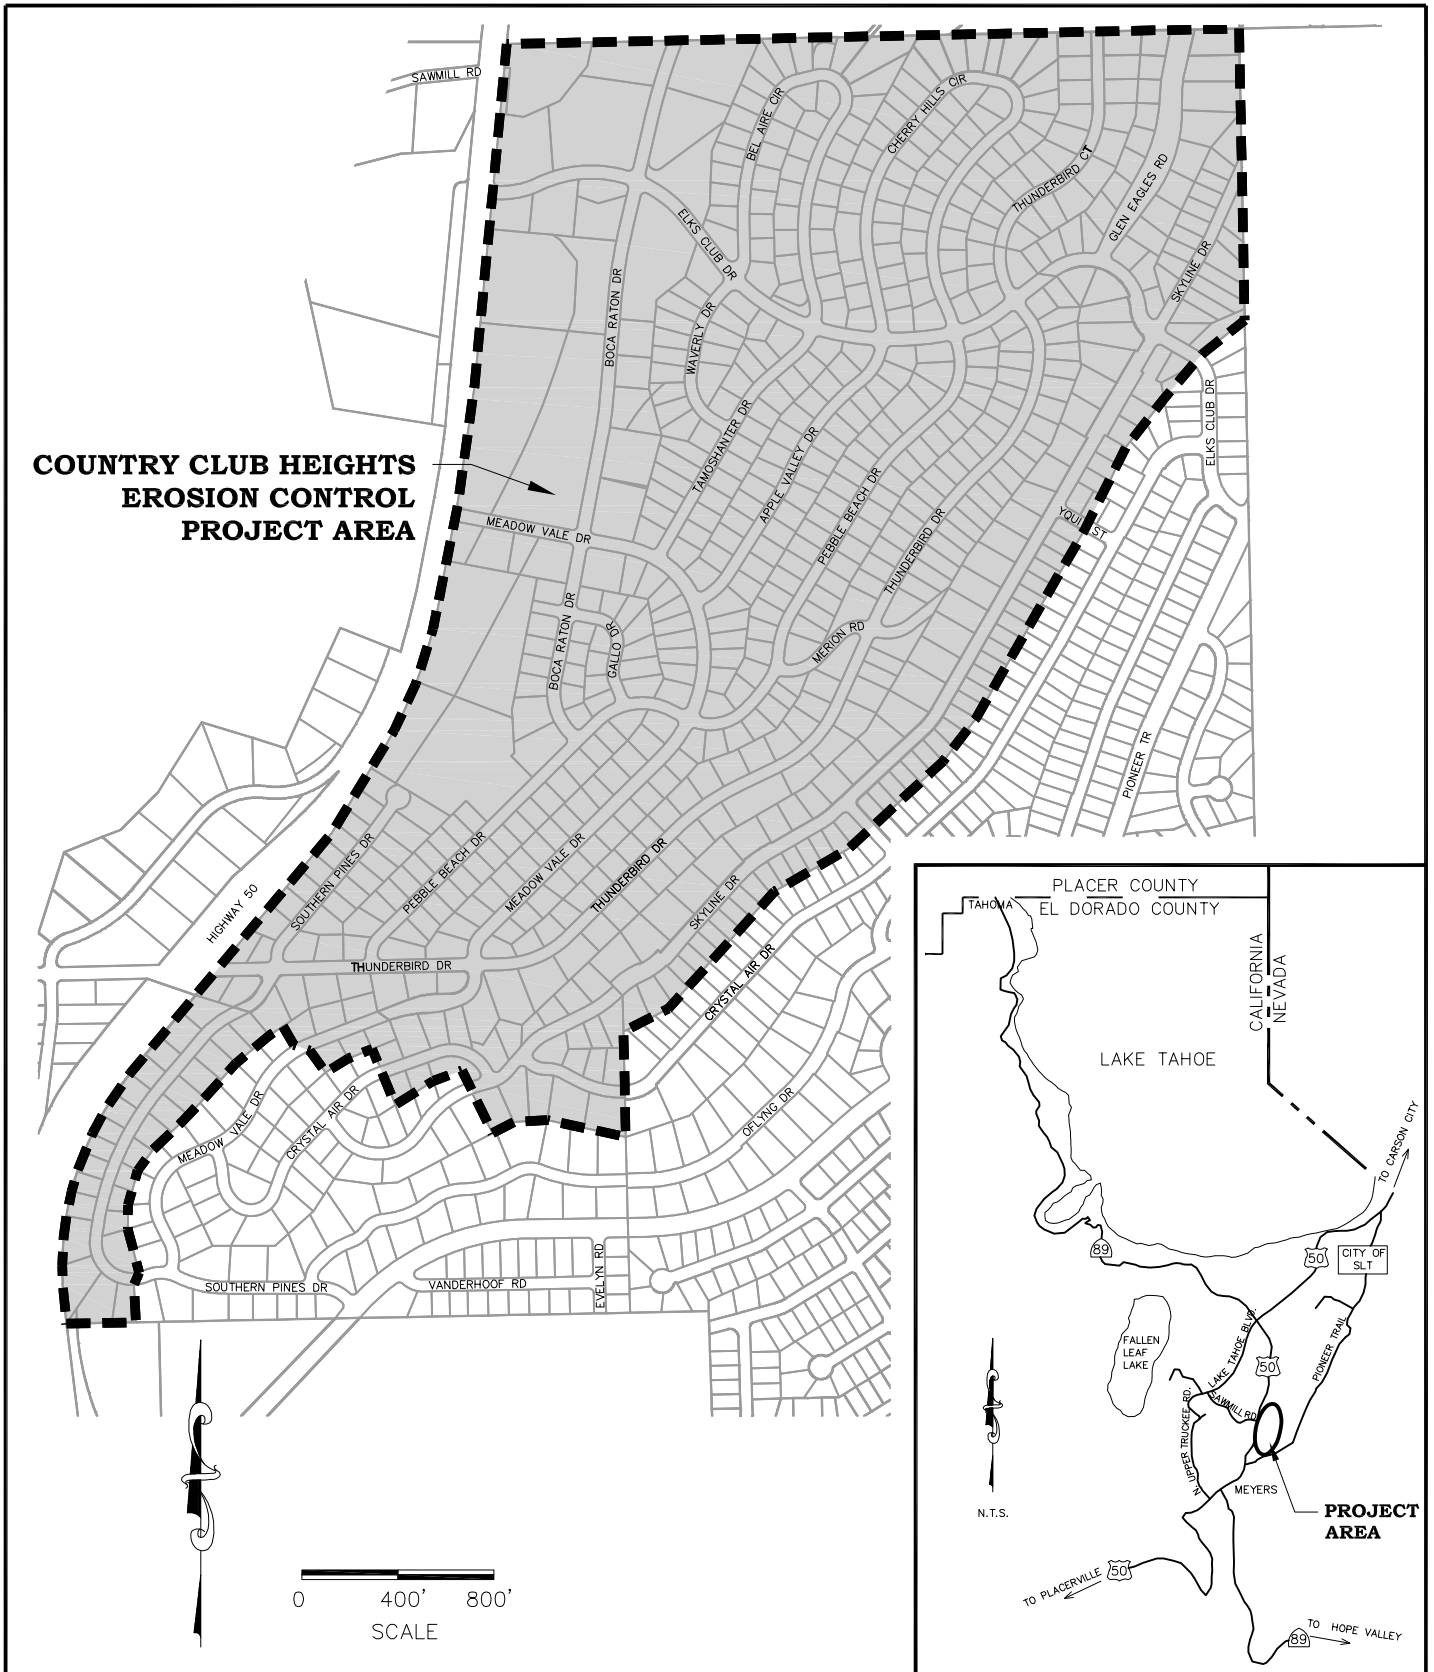 SAWMILL RD
BEL AIRE CIR
CHERRY HILLS CIR
THUNDERBIRD CT
GLEN EAGLES RD
SKYLINE DR
ELKS CLUB DR
BOCA RATON DR
WAVERLY DR
TAMOSHANTER DR
APPLE VALLEY DR
PEBBLE BEACH DR
THUNDERBIRD DR
ELKS CLUB DR
COUNTRY CLUB HEIGHTS
EROSION CONTROL
PROJECT AREA
MEADOW VALE DR
YQUI ST
BOCA RATON DR
GALLO DR
MERION RD
PIONEER TR
HIGHWAY 50
SOUTHERN PINES DR
PEBBLE BEACH DR
MEADOW VALE DR
THUNDERBIRD DR
SKYLINE DR
THUNDERBIRD DR
CRYSTAL AIR DR
MEADOW VALE DR
CRYSTAL AIR DR
OFLYNG DR
SOUTHERN PINES DR
VANDERHOOF RD
EVELYN RD
0 400' 800'
SCALE
PLACER COUNTY
TAHOMA
EL DORADO COUNTY
CALIFORNIA
NEVADA
LAKE TAHOE
TO CARSON CITY
89
50
CITY OF
SLT
FALLEN
LEAF
LAKE
LAKE TAHOE BLVD.
50
PIONEER TRAIL
SAWMILL RD
N. UPPER TRUCKEE RD.
MEYERS
N.T.S.
PROJECT
AREA
TO PLACERVILLE
50
89
TO HOPE VALLEY